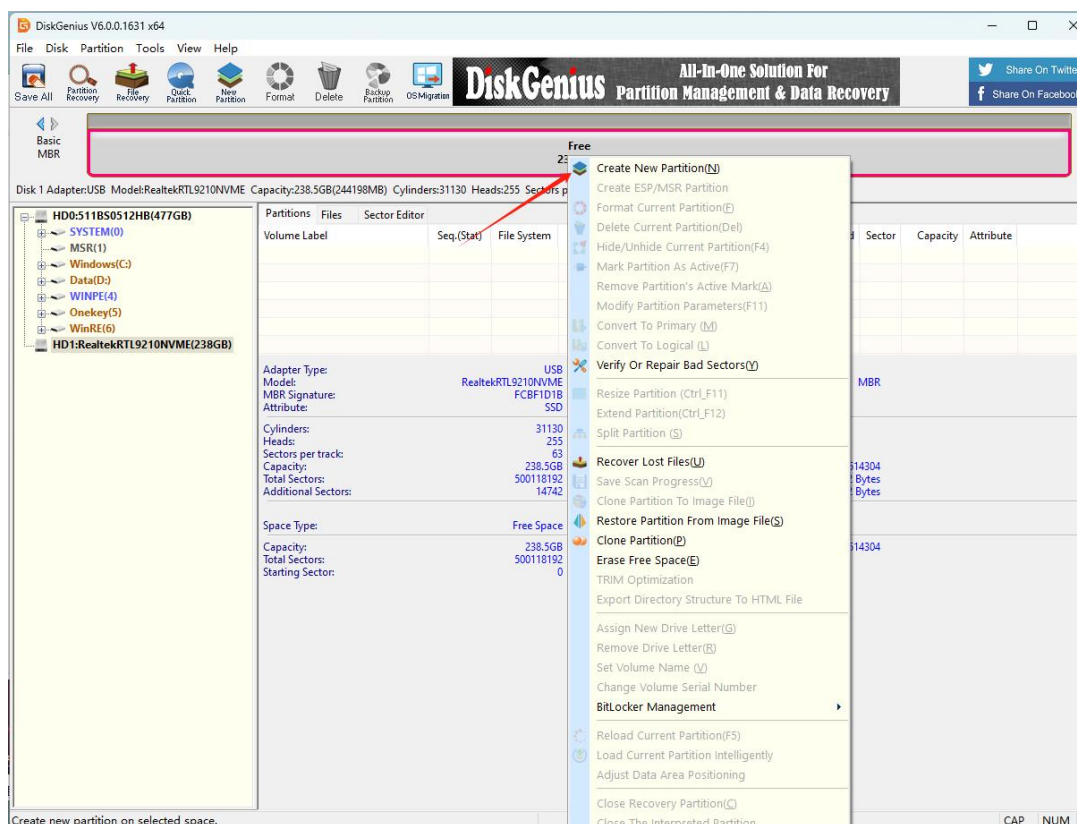 DiskGenius V6.0.0.1631 x64
File Disk Partition Tools View Help
Save All
Partition Recovery
File Recovery
Quick Partition
New Partition
Format
Delete
Backup Partition
OS Migration
DiskGenius
All-In-One Solution For
Partition Management & Data Recovery
Share On Twitte
Share On Facebook
Basic
MBR
Free
23
Disk 1 Adapter:USB Model:RealtekRTL9210NVME Capacity:238.5GB(244198MB) Cylinders:31130 Heads:255 Sectors p
HD0:511BS0512HB(477GB)
SYSTEM(0)
MSR(1)
Windows(C:)
Data(D:)
WINPE(4)
Onekey(5)
WinRE(6)
HD1:RealtekRTL9210NVME(238GB)
Partitions Files Sector Editor
Volume Label Seq.(Stat) File System d Sector Capacity Attribute
Adapter Type: USB
Model: RealtekRTL9210NVME MBR
MBR Signature: FCBF1D1B
Attribute: SSD
Cylinders: 31130
Heads: 255
Sectors per track: 63
Capacity: 238.5GB 514304
Total Sectors: 500118192 Bytes
Additional Sectors: 14742 Bytes
Space Type: Free Space
Capacity: 238.5GB 514304
Total Sectors: 500118192
Starting Sector: 0
Create New Partition(N)
Create ESP/MSR Partition
Format Current Partition(F)
Delete Current Partition(Del)
Hide/Unhide Current Partition(F4)
Mark Partition As Active(F7)
Remove Partition's Active Mark(A)
Modify Partition Parameters(F11)
Convert To Primary (M)
Convert To Logical (L)
Verify Or Repair Bad Sectors(Y)
Resize Partition (Ctrl_F11)
Extend Partition(Ctrl_F12)
Split Partition (S)
Recover Lost Files(U)
Save Scan Progress(V)
Clone Partition To Image File(I)
Restore Partition From Image File(S)
Clone Partition(P)
Erase Free Space(E)
TRIM Optimization
Export Directory Structure To HTML File
Assign New Drive Letter(G)
Remove Drive Letter(R)
Set Volume Name (V)
Change Volume Serial Number
BitLocker Management
Reload Current Partition(F5)
Load Current Partition Intelligently
Adjust Data Area Positioning
Close Recovery Partition(C)
Close The Interpreted Partition
Create new partition on selected space.
CAP NUM